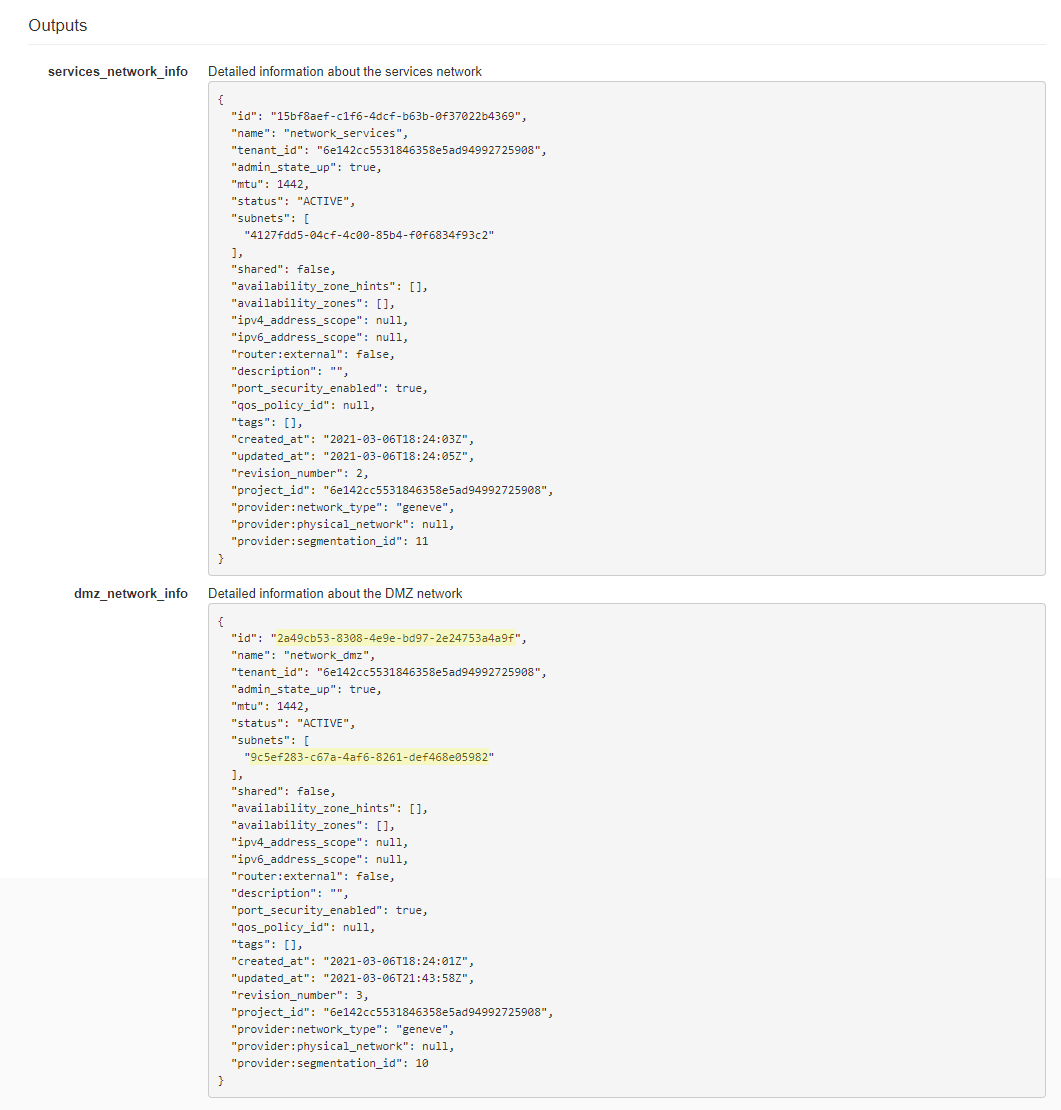 Outputs
services_network_info Detailed information about the services network
{
"id": "15bf8aef-c1f6-4dcf-b63b-0f37022b4369",
"name": "network_services",
"tenant_id": "6e142cc5531846358e5ad94992725908",
"admin_state_up": true,
"mtu": 1442,
"status": "ACTIVE",
"subnets": [
"4127fdd5-04cf-4c00-85b4-f0f6834f93c2"
],
"shared": false,
"availability_zone_hints": [],
"availability_zones": [],
"ipv4_address_scope": null,
"ipv6_address_scope": null,
"router:external": false,
"description": "",
"port_security_enabled": true,
"qos_policy_id": null,
"tags": [],
"created_at": "2021-03-06T18:24:03Z",
"updated_at": "2021-03-06T18:24:05Z",
"revision_number": 2,
"project_id": "6e142cc5531846358e5ad94992725908",
"provider:network_type": "geneve",
"provider:physical_network": null,
"provider:segmentation_id": 11
}
dmz_network_info Detailed information about the DMZ network
{
"id": "2a49cb53-8308-4e9e-bd97-2e24753a4a9f",
"name": "network_dmz",
"tenant_id": "6e142cc5531846358e5ad94992725908",
"admin_state_up": true,
"mtu": 1442,
"status": "ACTIVE",
"subnets": [
"9c5ef283-c67a-4af6-8261-def468e05982"
],
"shared": false,
"availability_zone_hints": [],
"availability_zones": [],
"ipv4_address_scope": null,
"ipv6_address_scope": null,
"router:external": false,
"description": "",
"port_security_enabled": true,
"qos_policy_id": null,
"tags": [],
"created_at": "2021-03-06T18:24:01Z",
"updated_at": "2021-03-06T21:43:58Z",
"revision_number": 3,
"project_id": "6e142cc5531846358e5ad94992725908",
"provider:network_type": "geneve",
"provider:physical_network": null,
"provider:segmentation_id": 10
}